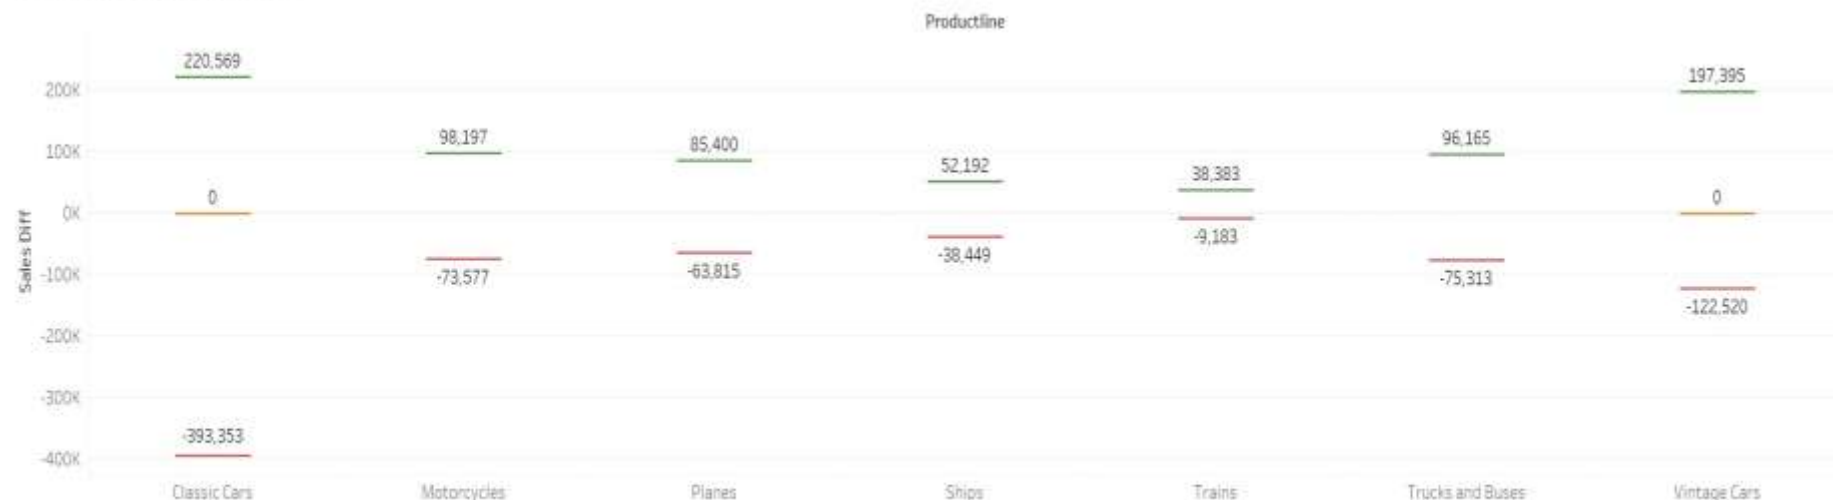 Productline
220,569
197,395
200K
98,197
96,165
85,400
100K
52,192
38,383
0
0
0K
Sales Diff
-9,183
-38,449
-63,815
-73,577
-75,313
-100K
-122,520
-200K
-300K
-393,353
-400K
Classic Cars Motorcycles Planes Ships Trains Trucks and Buses Vintage Cars